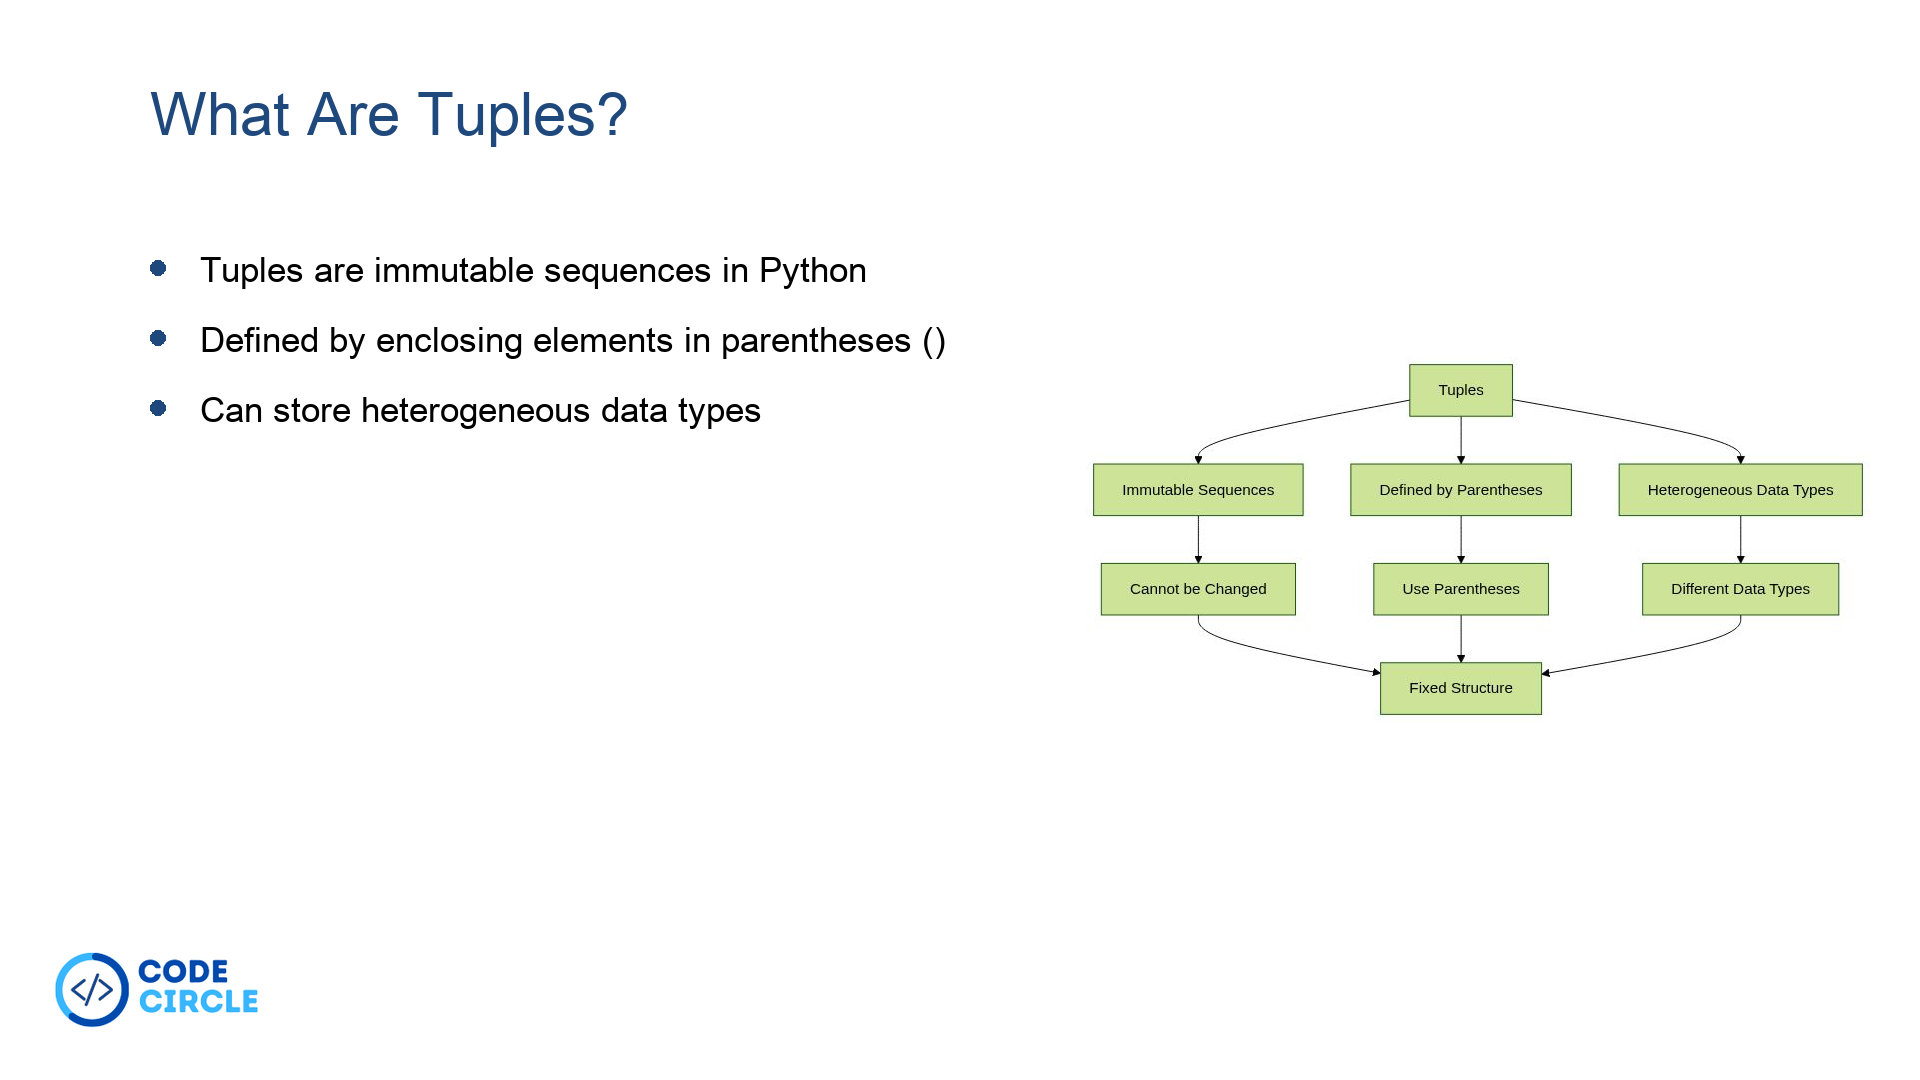 What Are Tuples?
Tuples are immutable sequences in Python
Defined by enclosing elements in parentheses ()
Can store heterogeneous data types
Tuples
Immutable Sequences
Defined by Parentheses
Heterogeneous Data Types
Cannot be Changed
Use Parentheses
Different Data Types
Fixed Structure
</>
CODE
CIRCLE